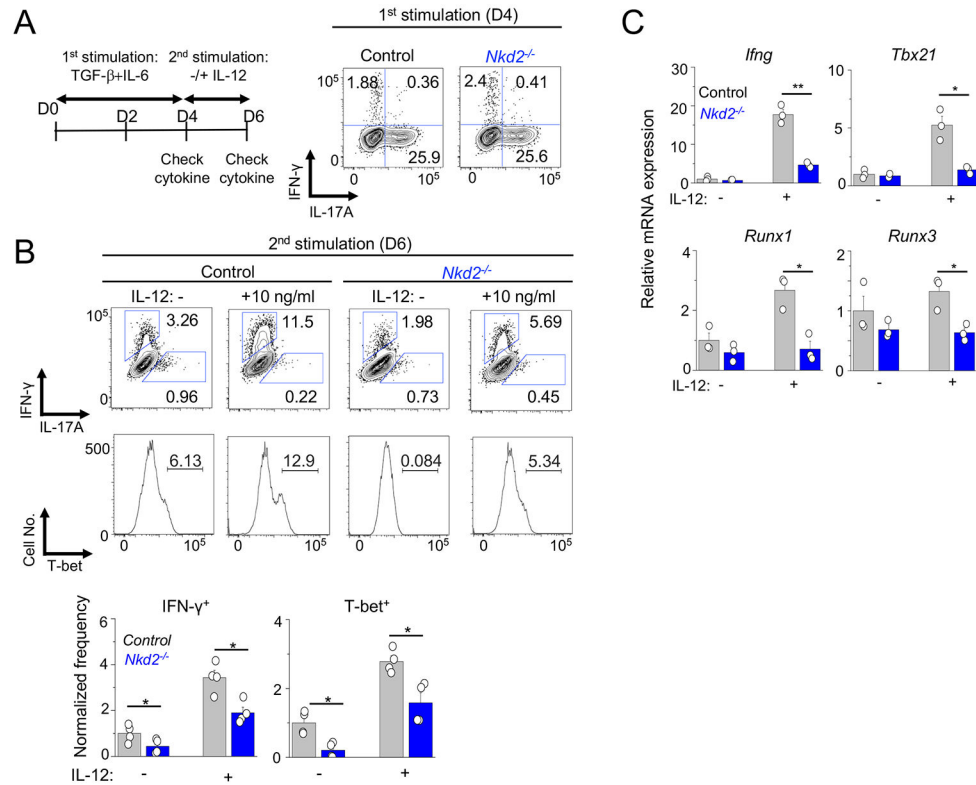 A
1st stimulation (D4)
1st stimulation:
TGF-β+IL-6
2nd stimulation:
-/+ IL-12
D0
D2
D4
D6
Check
cytokine
Check
cytokine
Control
Nkd2-/-
10⁵
0
1.88
0.36
25.9
2.4
0.41
25.6
0
10⁵
0
10⁵
IFN-γ
IL-17A
B
2nd stimulation (D6)
Control
Nkd2-/-
IL-12: -
+10 ng/ml
IL-12: -
+10 ng/ml
10⁵
0
3.26
0.96
11.5
0.22
1.98
0.73
5.69
0.45
IFN-γ
IL-17A
500
0
6.13
12.9
0.084
5.34
0
10⁵
0
10⁵
0
10⁵
0
10⁵
Cell No.
T-bet
IFN-γ+
T-bet+
Normalized frequency
6
4
2
0
Control
Nkd2-/-
*
*
4
2
0
*
*
IL-12:
-
+
-
+
C
Relative mRNA expression
Ifng
Tbx21
30
20
10
0
Control
Nkd2-/-
**
10
5
0
*
IL-12:
-
+
-
+
Runx1
Runx3
4
2
0
*
2
1
0
*
IL-12:
-
+
-
+